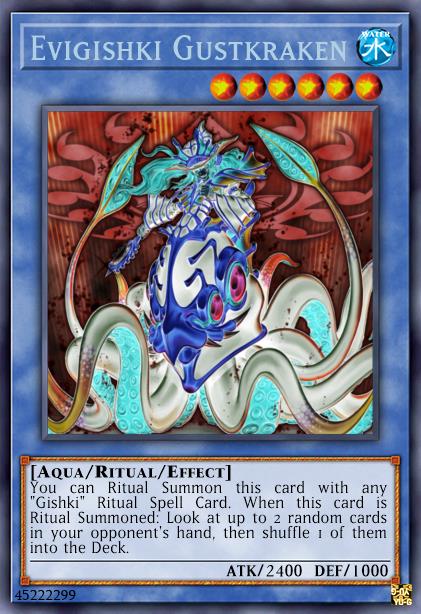 Evigishki Gustkraken
WATER
水
[Aqua/Ritual/Effect]
You can Ritual Summon this card with any
"Gishki" Ritual Spell Card. When this card is
Ritual Summoned: Look at up to 2 random cards
in your opponent's hand, then shuffle 1 of them
into the Deck.
ATK/2400 DEF/1000
45222299